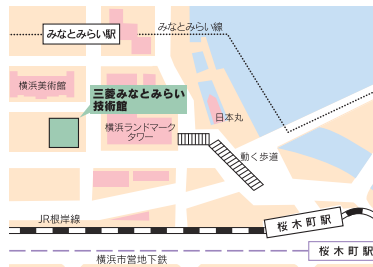 みなとみらい駅
みなとみらい線
横浜美術館
三菱みなとみらい
技術館
横浜ランドマーク
タワー
日本丸
動く歩道
JR根岸線
桜木町駅
桜木町駅
横浜市営地下鉄